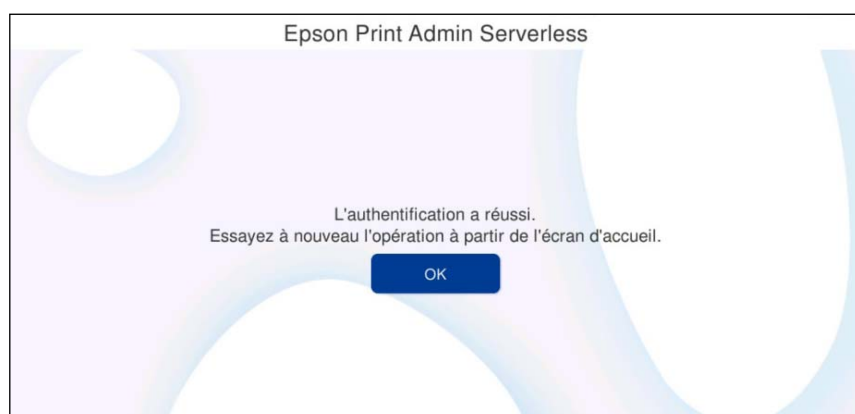 Epson Print Admin Serverless
L'authentification a réussi.
Essayez à nouveau l'opération à partir de l'écran d'accueil.
OK